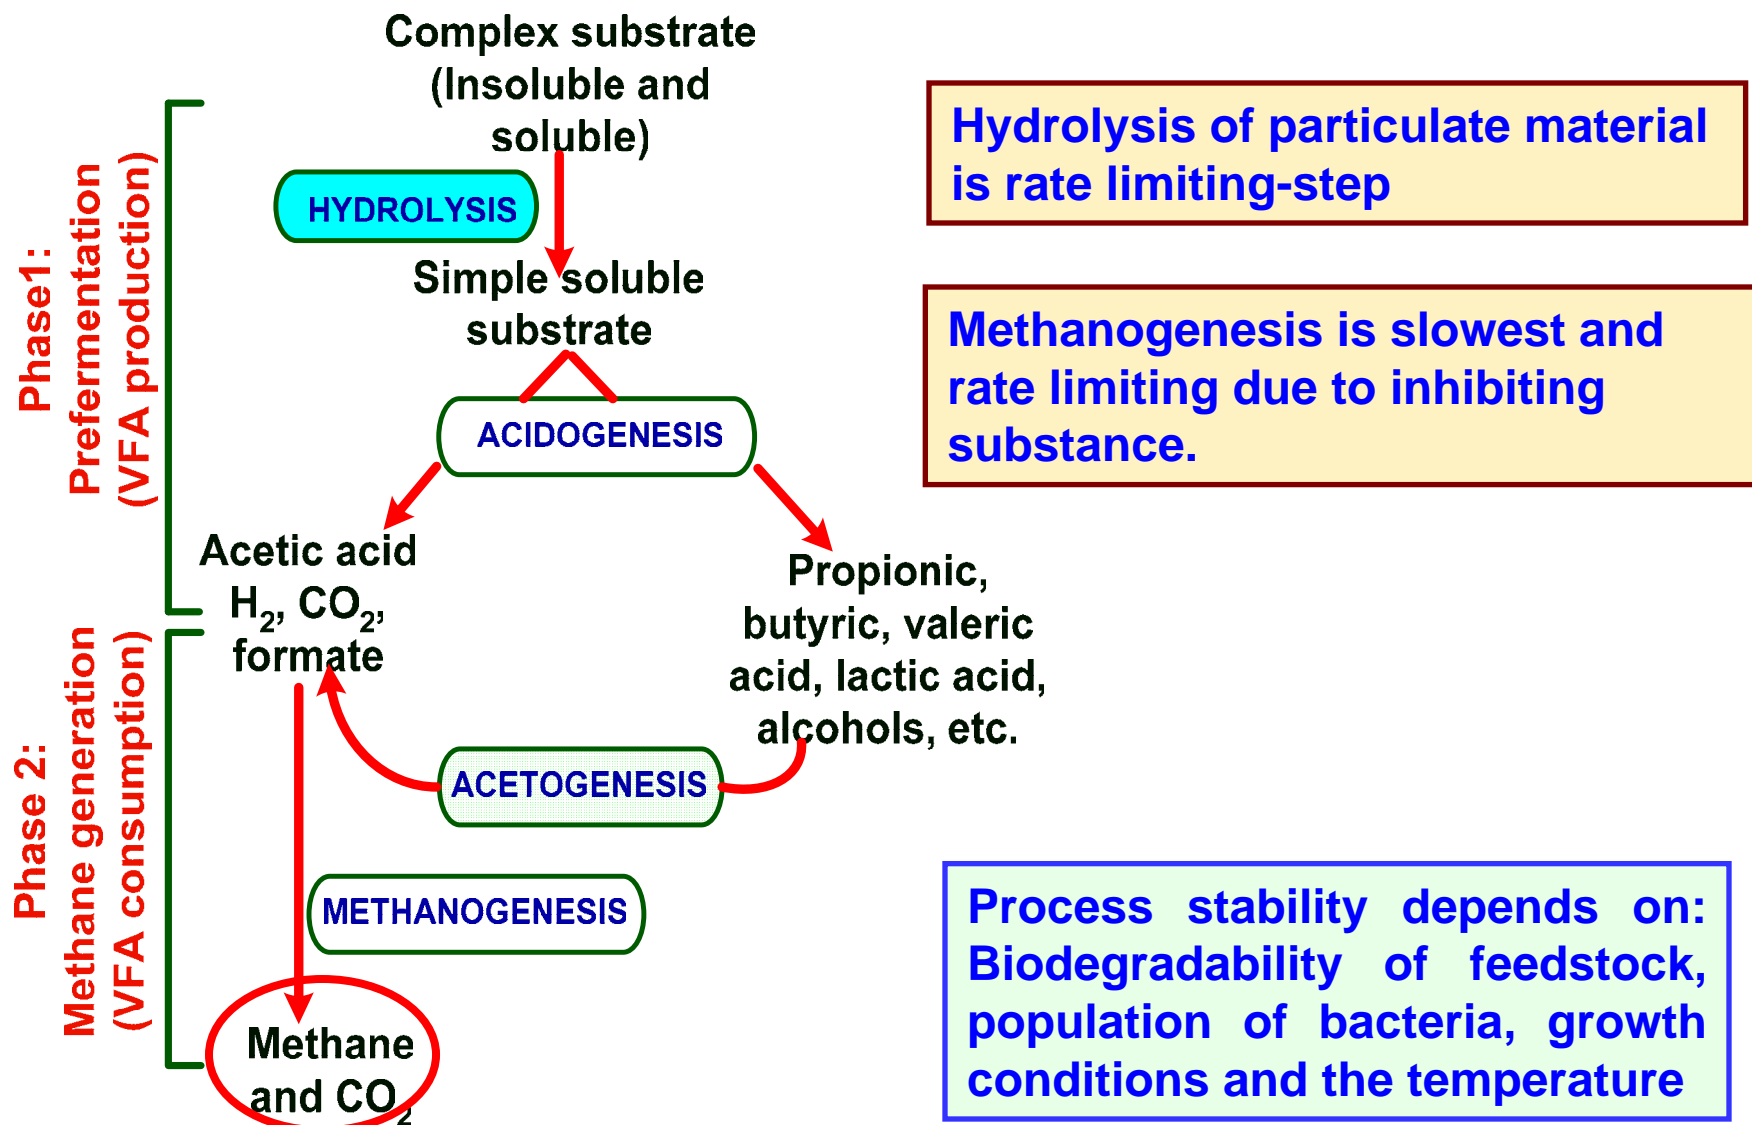 Complex substrate
(Insoluble and
soluble)
HYDROLYSIS
Simple soluble
substrate
ACIDOGENESIS
Acetic acid
H₂, CO₂,
formate
Propionic,
butyric, valeric
acid, lactic acid,
alcohols, etc.
ACETOGENESIS
METHANOGENESIS
Methane
and CO₂
Phase1:
Prefermentation
(VFA production)
Phase 2:
Methane generation
(VFA consumption)
Hydrolysis of particulate material
is rate limiting-step
Methanogenesis is slowest and
rate limiting due to inhibiting
substance.
Process stability depends on:
Biodegradability of feedstock,
population of bacteria, growth
conditions and the temperature